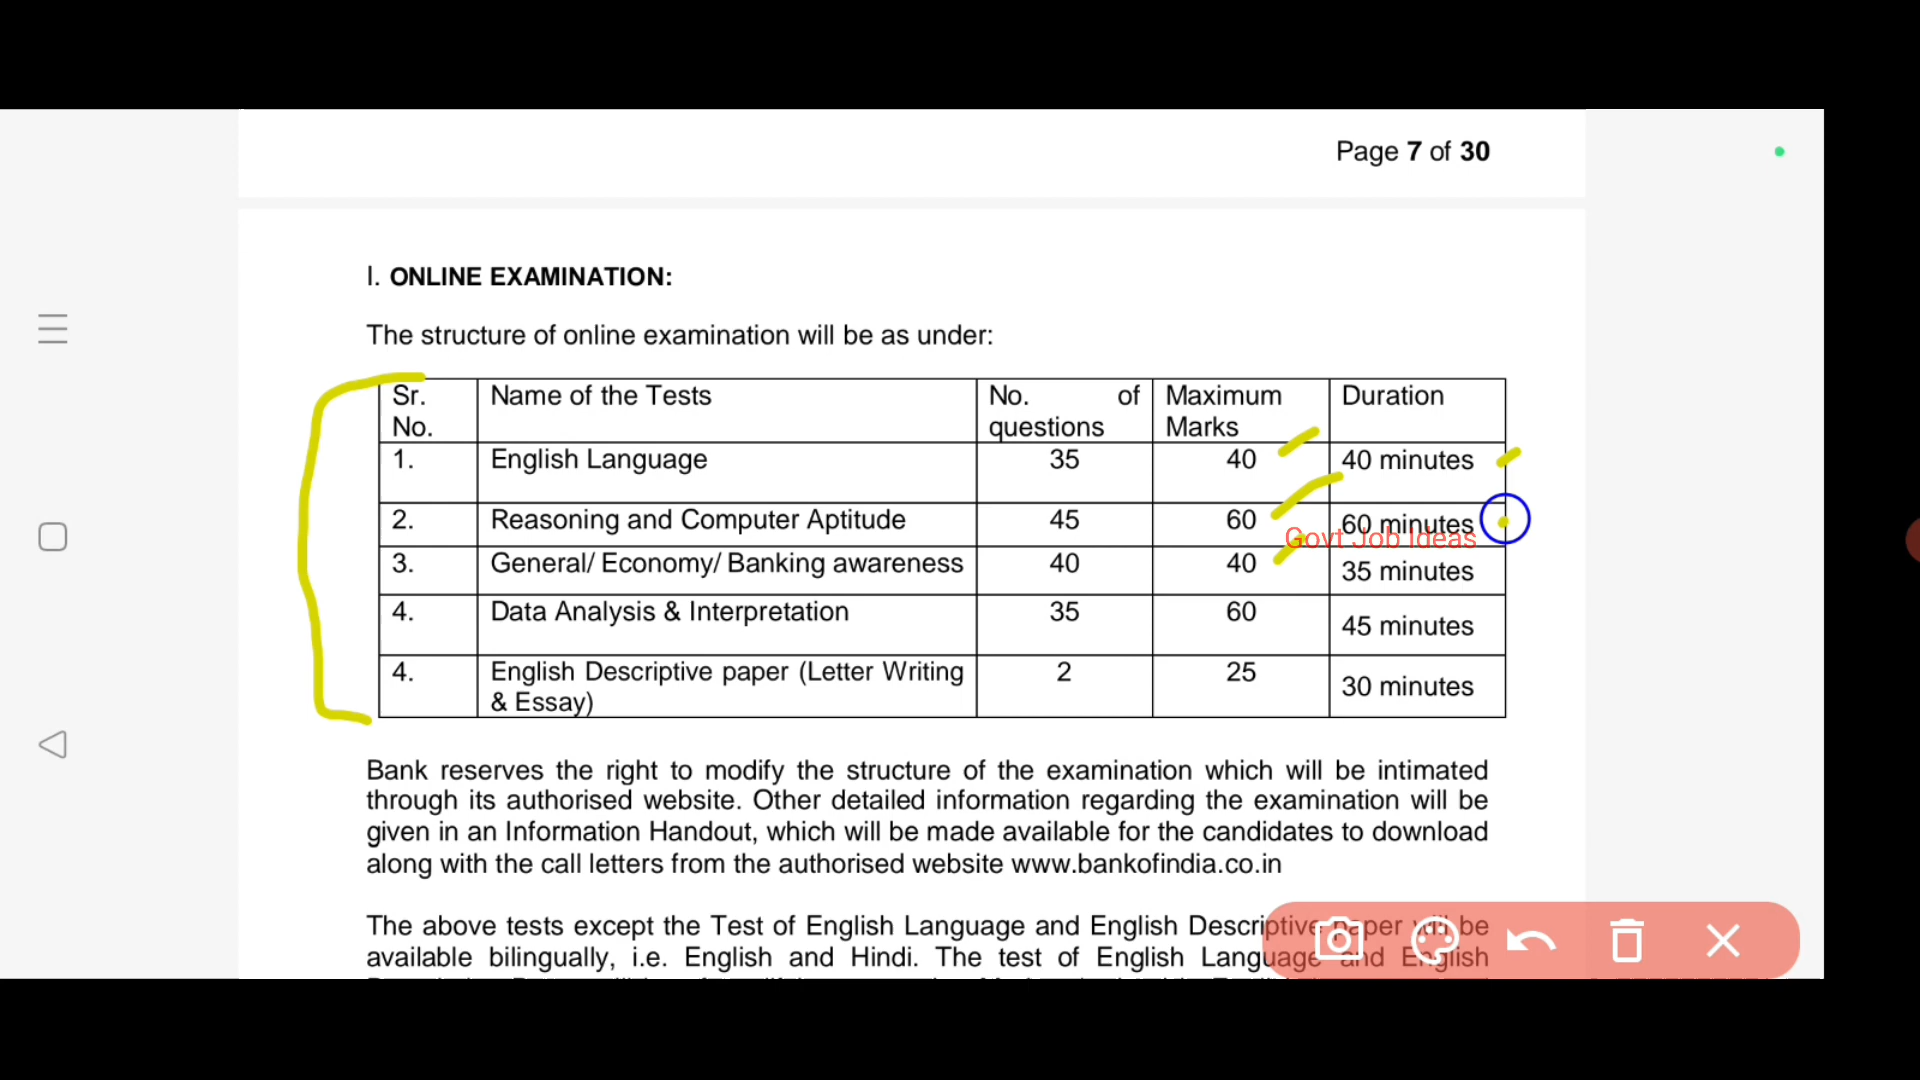 Page 7 of 30
I. ONLINE EXAMINATION:
The structure of online examination will be as under:
Sr. No. Name of the Tests No. of questions Maximum Marks Duration
1. English Language 35 40 40 minutes
2. Reasoning and Computer Aptitude 45 60 60 minutes
Govt Job Ideas
3. General/ Economy/ Banking awareness 40 40 35 minutes
4. Data Analysis & Interpretation 35 60 45 minutes
4. English Descriptive paper (Letter Writing & Essay) 2 25 30 minutes
Bank reserves the right to modify the structure of the examination which will be intimated
through its authorised website. Other detailed information regarding the examination will be
given in an Information Handout, which will be made available for the candidates to download
along with the call letters from the authorised website www.bankofindia.co.in
The above tests except the Test of English Language and English Descriptive paper will be
available bilingually, i.e. English and Hindi. The test of English Language and English